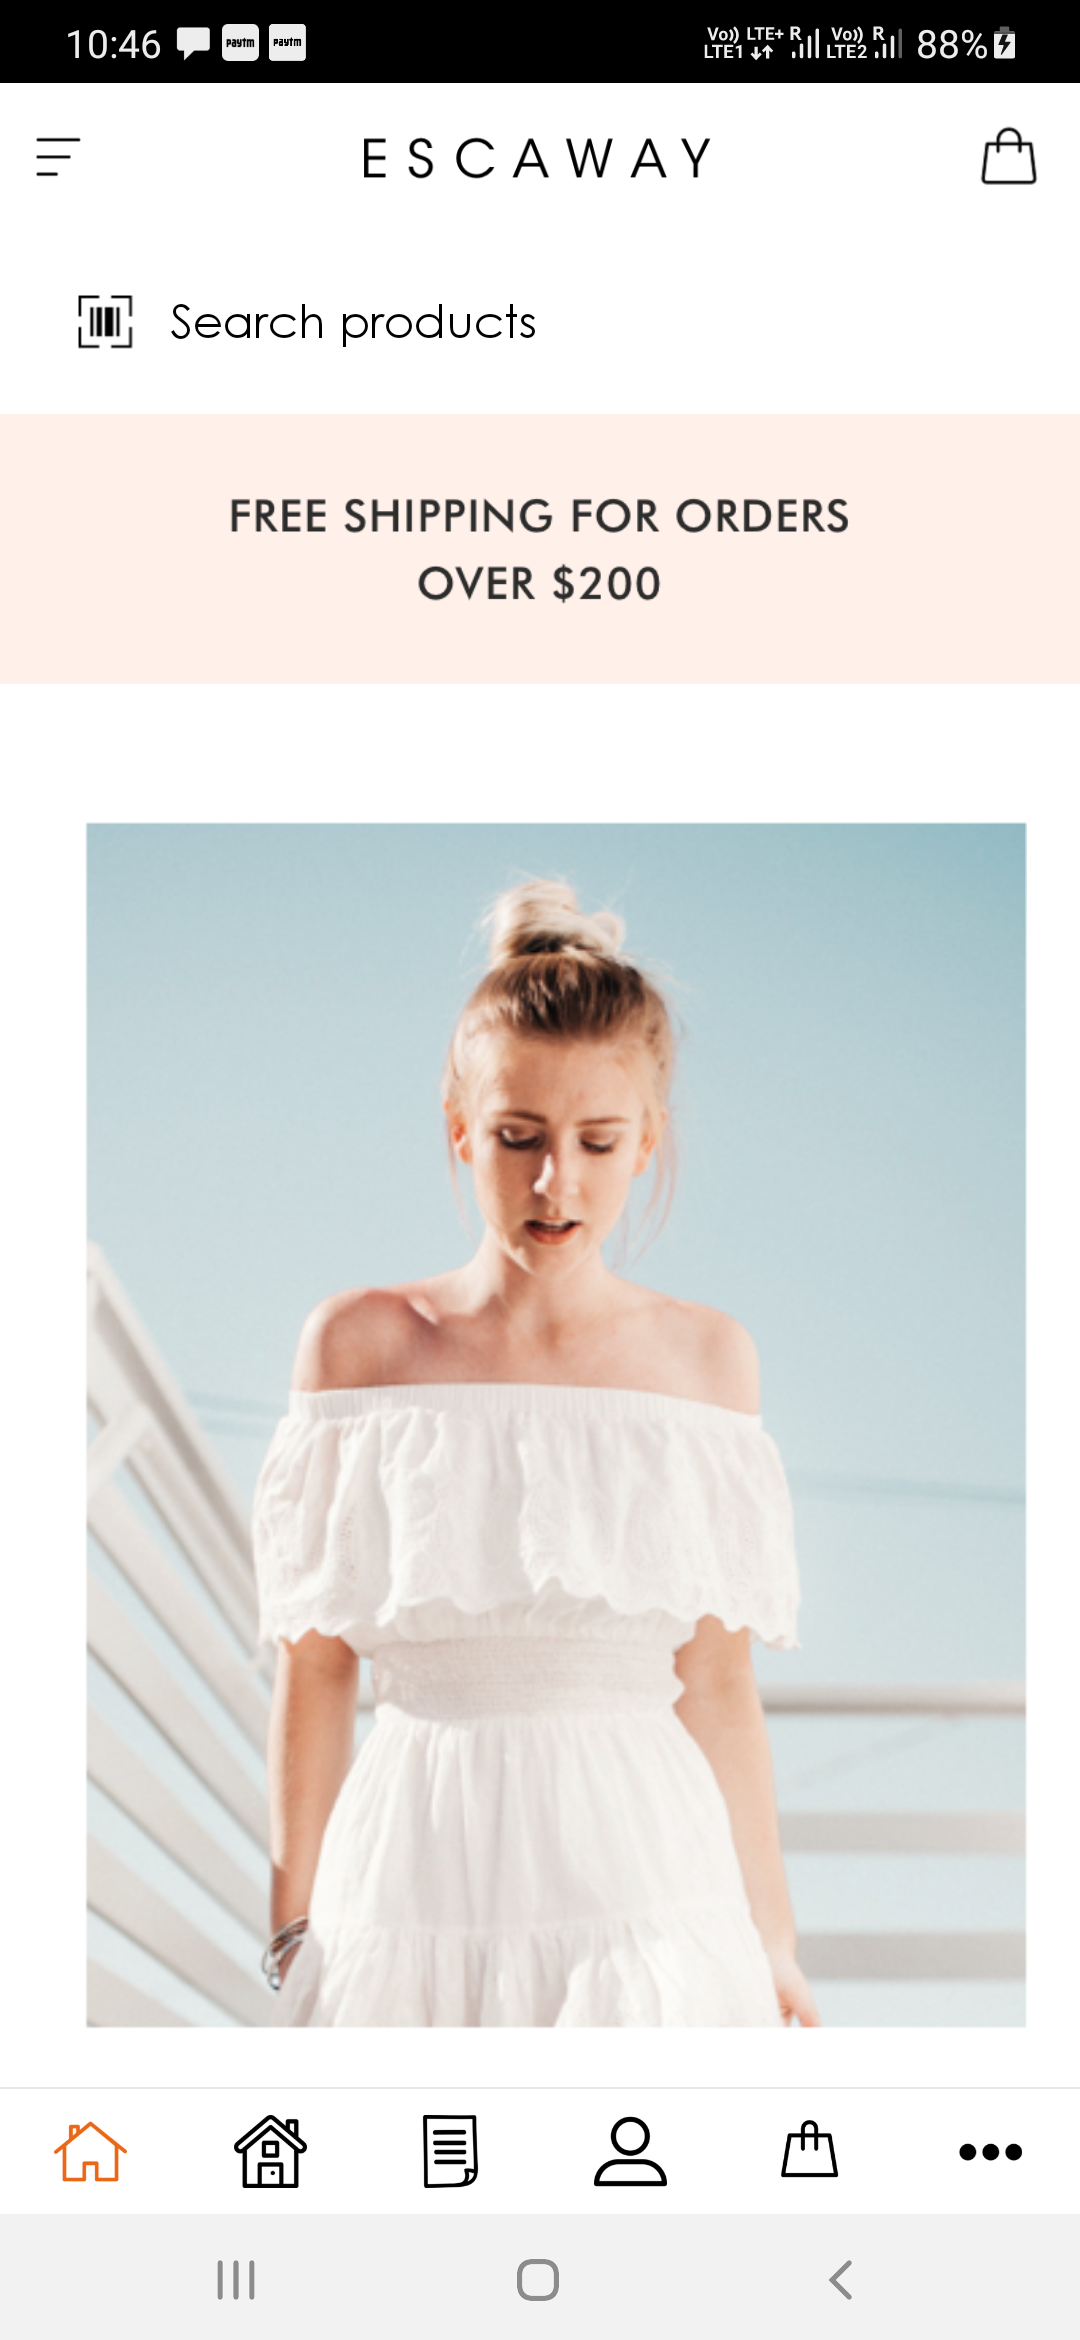 10:46 paytm paytm Vo)) LTE1 LTE+ R Vo)) LTE2 R 88%
ESCAWAY
Search products
FREE SHIPPING FOR ORDERS
OVER $200